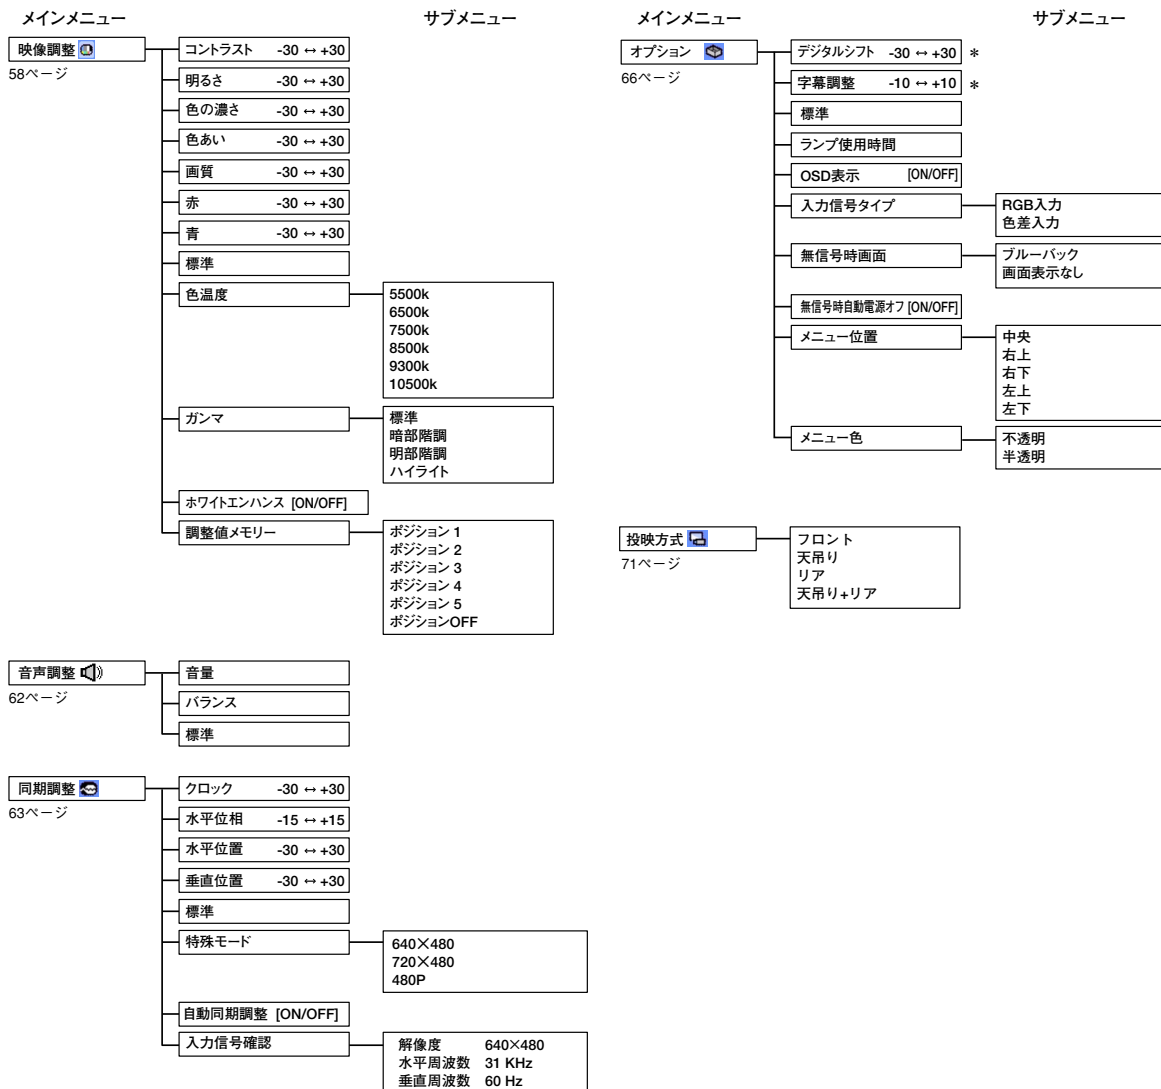 メインメニュー
サブメニュー
映像調整
58ページ
コントラスト -30 ↔ +30
明るさ -30 ↔ +30
色の濃さ -30 ↔ +30
色あい -30 ↔ +30
画質 -30 ↔ +30
赤 -30 ↔ +30
青 -30 ↔ +30
標準
色温度
5500k
6500k
7500k
8500k
9300k
10500k
ガンマ
標準
暗部階調
明部階調
ハイライト
ホワイトエンハンス [ON/OFF]
調整値メモリー
ポジション 1
ポジション 2
ポジション 3
ポジション 4
ポジション 5
ポジションOFF
音声調整
62ページ
音量
バランス
標準
同期調整
63ページ
クロック -30 ↔ +30
水平位相 -15 ↔ +15
水平位置 -30 ↔ +30
垂直位置 -30 ↔ +30
標準
特殊モード
640×480
720×480
480P
自動同期調整 [ON/OFF]
入力信号確認
解像度 640×480
水平周波数 31 KHz
垂直周波数 60 Hz
メインメニュー
サブメニュー
オプション
66ページ
デジタルシフト -30 ↔ +30 *
字幕調整 -10 ↔ +10 *
標準
ランプ使用時間
OSD表示 [ON/OFF]
入力信号タイプ
RGB入力
色差入力
無信号時画面
ブルーバック
画面表示なし
無信号時自動電源オフ [ON/OFF]
メニュー位置
中央
右上
右下
左上
左下
メニュー色
不透明
半透明
投映方式
71ページ
フロント
天吊り
リア
天吊り+リア